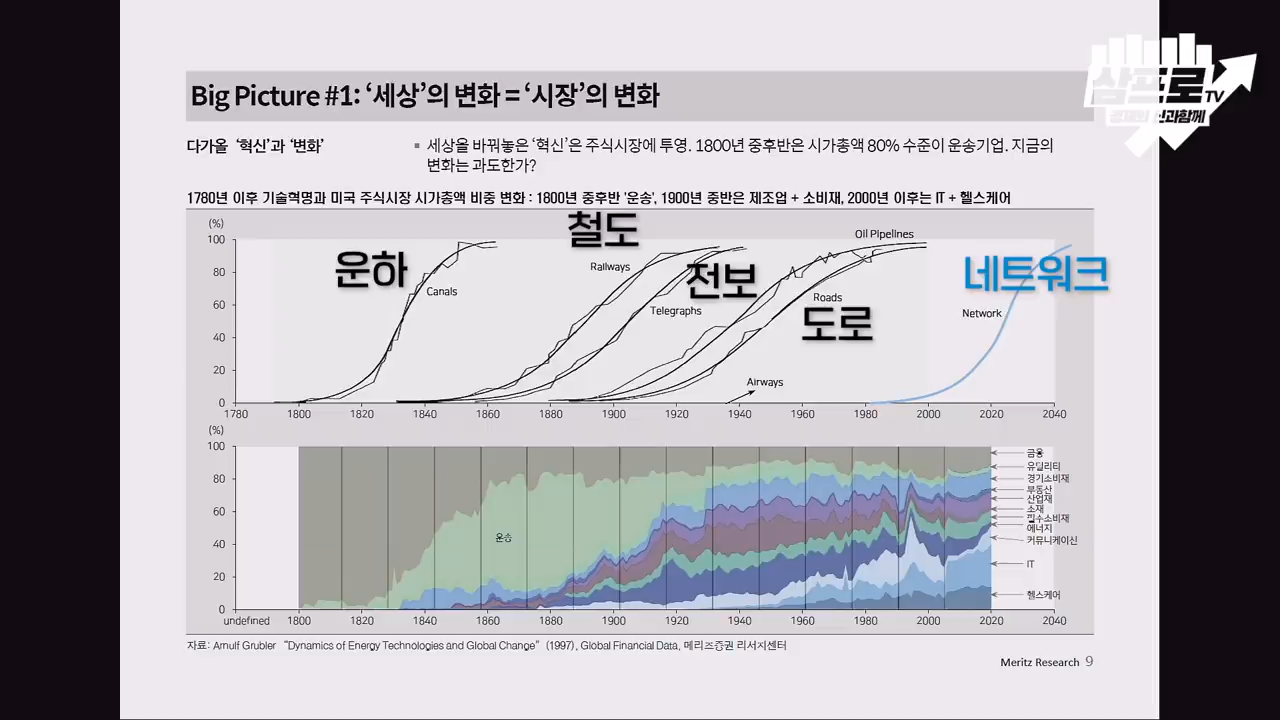 삼프로TV
Big Picture #1: ‘세상’의 변화 = ‘시장’의 변화
다가올 ‘혁신’과 ‘변화’
▪ 세상을 바꿔놓은 ‘혁신’은 주식시장에 투영. 1800년 중후반은 시가총액 80% 수준이 운송기업. 지금의
변화는 과도한가?
1780년 이후 기술혁명과 미국 주식시장 시가총액 비중 변화 : 1800년 중후반 '운송', 1900년 중반은 제조업 + 소비재, 2000년 이후는 IT + 헬스케어
(%)
100
80
60
40
20
0
운하
Canals
철도
Railways
전보
Telegraphs
Oil Pipelines
Roads
도로
Airways
네트워크
Network
1780 1800 1820 1840 1860 1880 1900 1920 1940 1960 1980 2000 2020 2040
(%)
100
80
60
40
20
0
운송
금융
유틸리티
경기소비재
부동산
산업재
소재
필수소비재
에너지
커뮤니케이션
IT
헬스케어
undefined 1800 1820 1840 1860 1880 1900 1920 1940 1960 1980 2000 2020 2040
자료: Arnulf Grubler “Dynamics of Energy Technologies and Global Change” (1997), Global Financial Data, 메리츠증권 리서치센터
Meritz Research 9